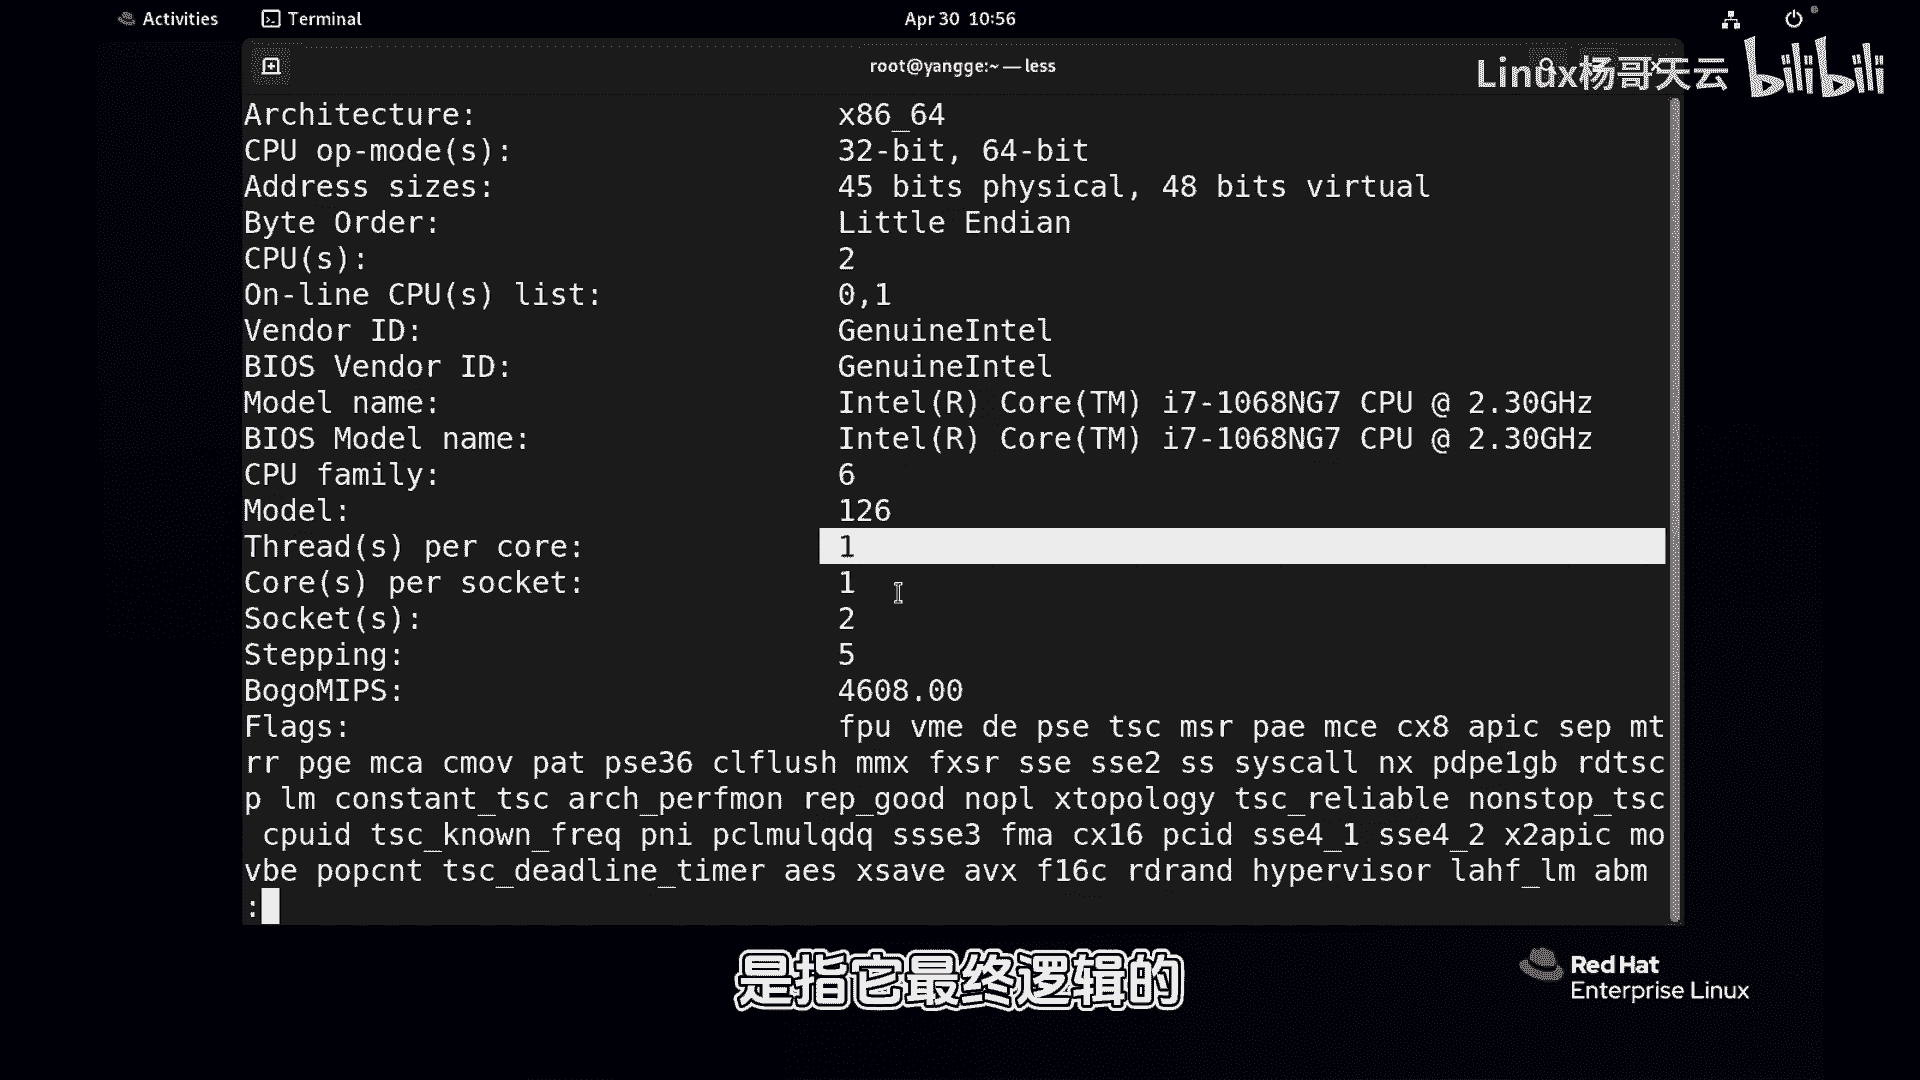 Activities Terminal Apr 30 10:56
root@yangge:~ — less
Linux杨哥天云 bilibili
Architecture: x86_64
CPU op-mode(s): 32-bit, 64-bit
Address sizes: 45 bits physical, 48 bits virtual
Byte Order: Little Endian
CPU(s): 2
On-line CPU(s) list: 0,1
Vendor ID: GenuineIntel
BIOS Vendor ID: GenuineIntel
Model name: Intel(R) Core(TM) i7-1068NG7 CPU @ 2.30GHz
BIOS Model name: Intel(R) Core(TM) i7-1068NG7 CPU @ 2.30GHz
CPU family: 6
Model: 126
Thread(s) per core: 1
Core(s) per socket: 1
Socket(s): 2
Stepping: 5
BogoMIPS: 4608.00
Flags: fpu vme de pse tsc msr pae mce cx8 apic sep mt
rr pge mca cmov pat pse36 clflush mmx fxsr sse sse2 ss syscall nx pdpe1gb rdtsc
p lm constant_tsc arch_perfmon rep_good nopl xtopology tsc_reliable nonstop_tsc
cpuid tsc_known_freq pni pclmulqdq ssse3 fma cx16 pcid sse4_1 sse4_2 x2apic mo
vbe popcnt tsc_deadline_timer aes xsave avx f16c rdrand hypervisor lahf_lm abm
:
是指它最终逻辑的
Red Hat
Enterprise Linux